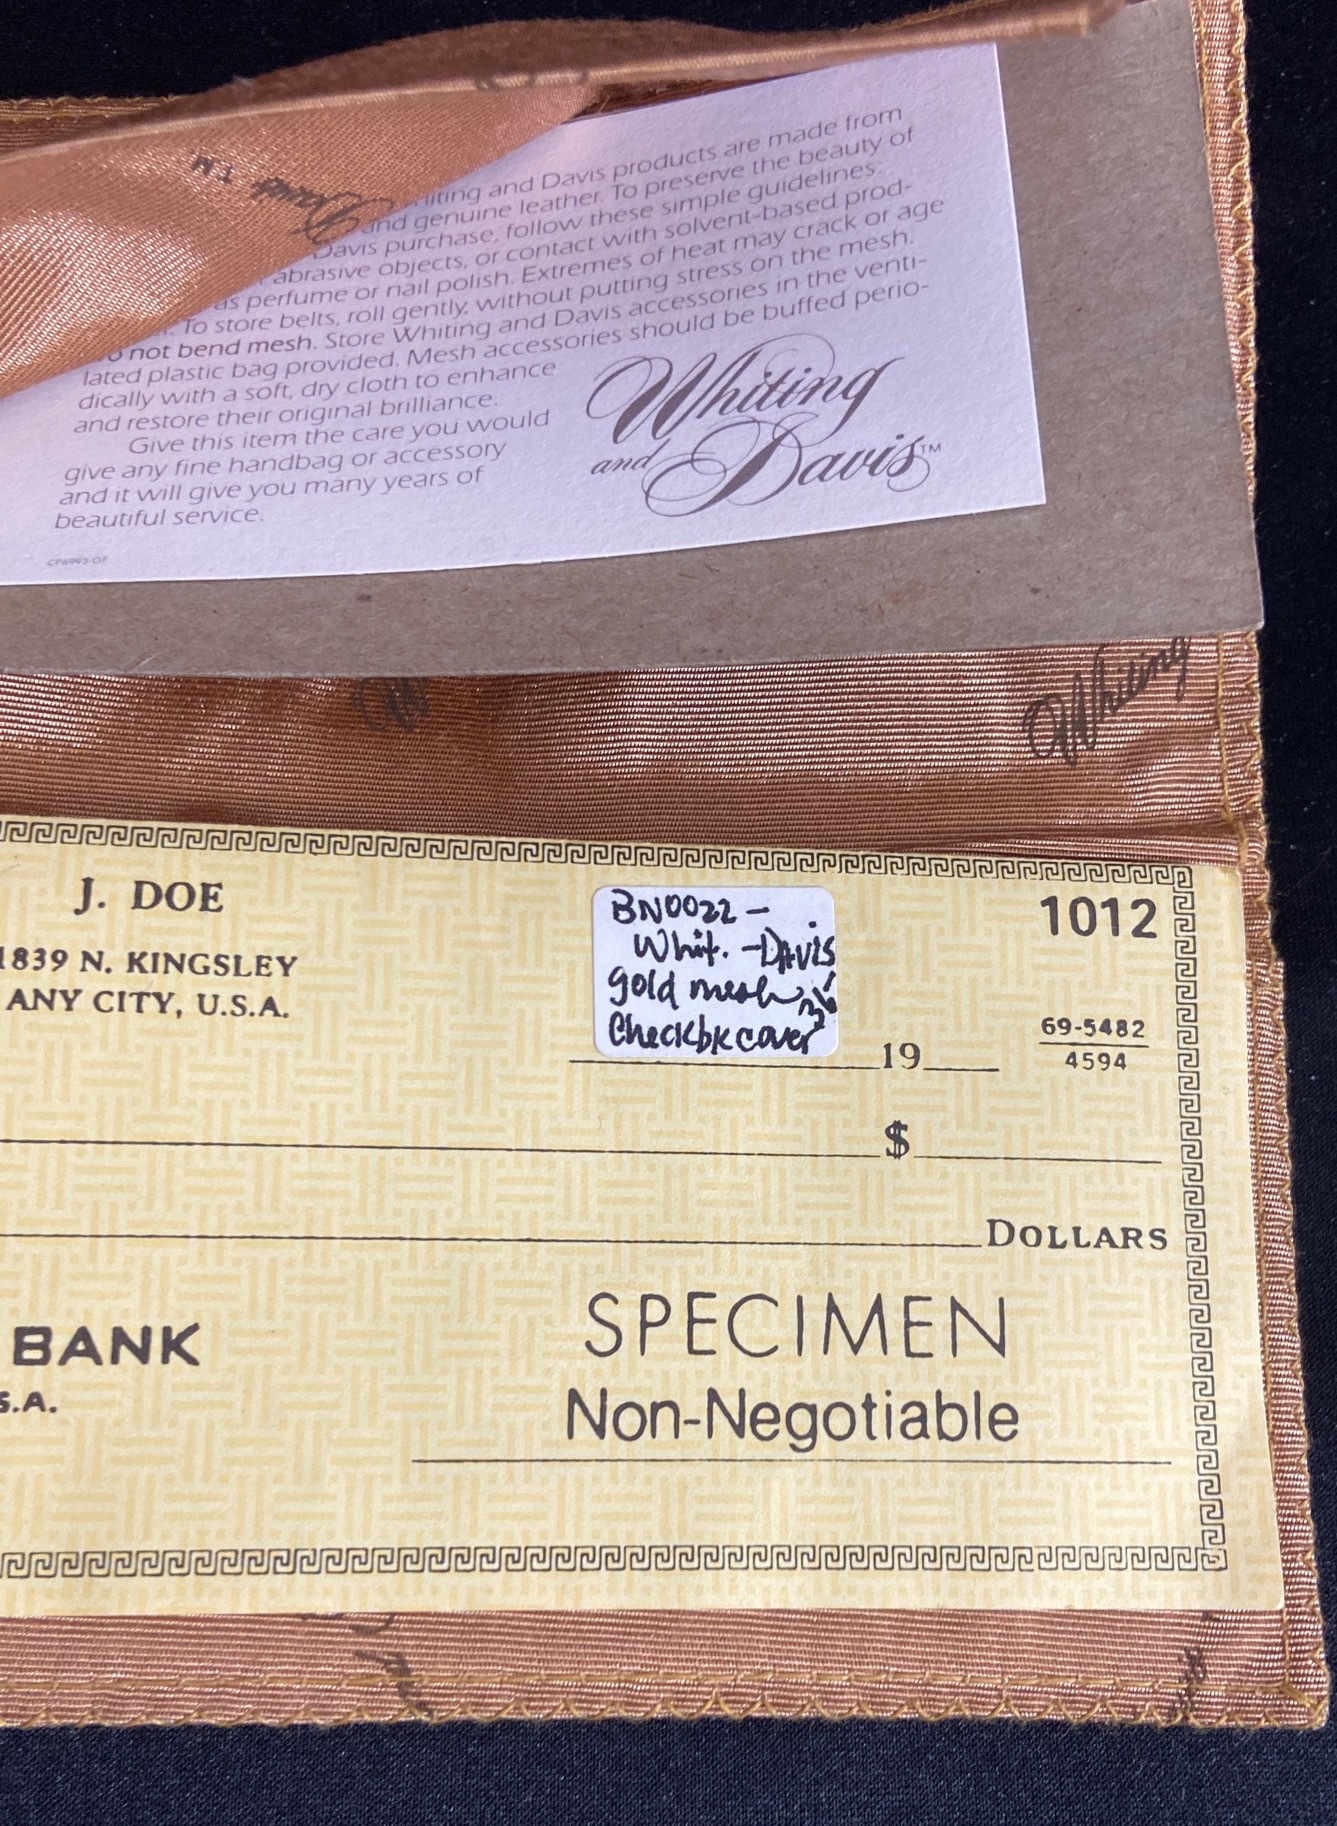 Davis TM
iting and Davis products are made from
and genuine leather. To preserve the beauty of
Davis purchase, follow these simple guidelines:
abrasive objects, or contact with solvent-based prod-
as perfume or nail polish. Extremes of heat may crack or age
. To store belts, roll gently, without putting stress on the mesh.
o not bend mesh. Store Whiting and Davis accessories in the venti-
lated plastic bag provided. Mesh accessories should be buffed perio-
dically with a soft, dry cloth to enhance
and restore their original brilliance.
Give this item the care you would
give any fine handbag or accessory
and it will give you many years of
beautiful service.
Whiting
and Davis™
Whiting
J. DOE
1839 N. KINGSLEY
ANY CITY, U.S.A.
BN0022-
Whit. -DAVIS
gold mesh
Checkbk cover
1012
69-5482
4594
19
$
DOLLARS
BANK
S.A.
SPECIMEN
Non-Negotiable